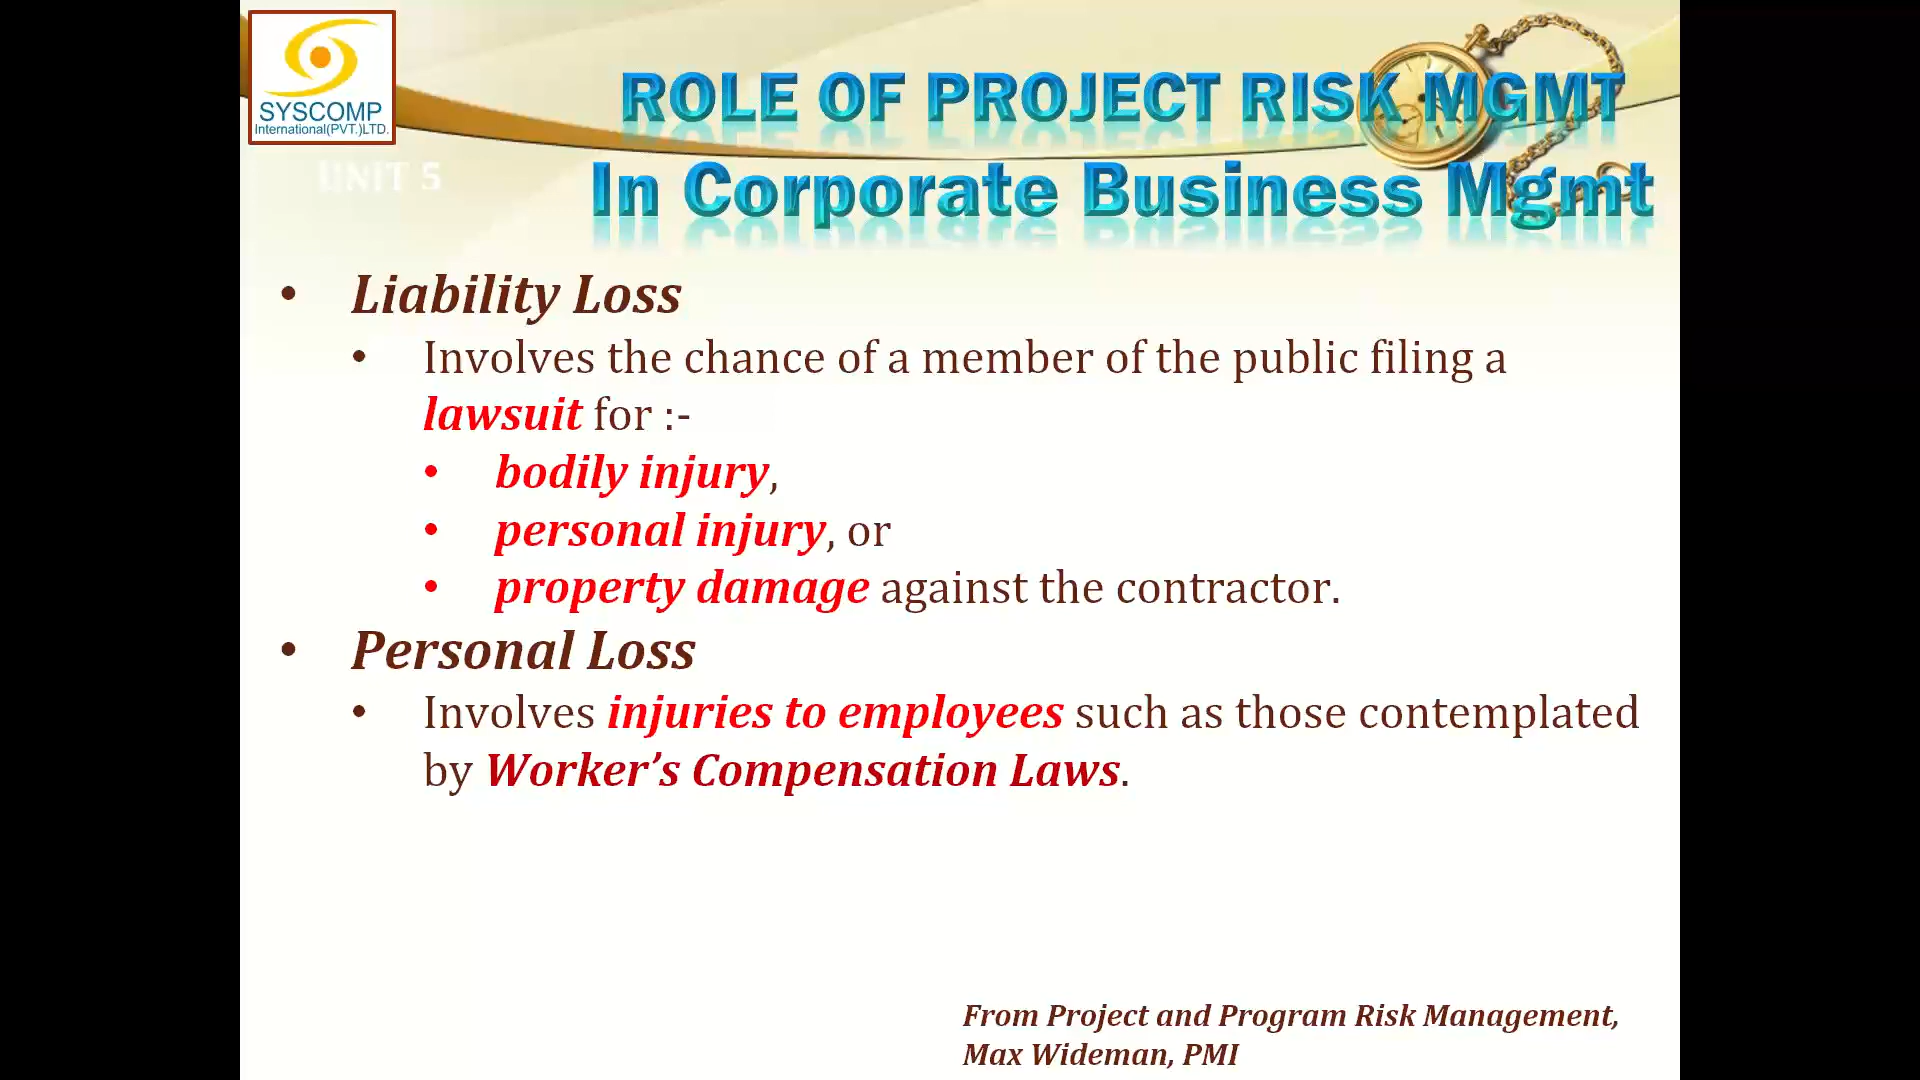 SYSCOMP
International(PVT.)LTD.
UNIT 5
ROLE OF PROJECT RISK MGMT
In Corporate Business Mgmt
• Liability Loss
• Involves the chance of a member of the public filing a
lawsuit for :-
• bodily injury,
• personal injury, or
• property damage against the contractor.
• Personal Loss
• Involves injuries to employees such as those contemplated
by Worker’s Compensation Laws.
From Project and Program Risk Management,
Max Wideman, PMI